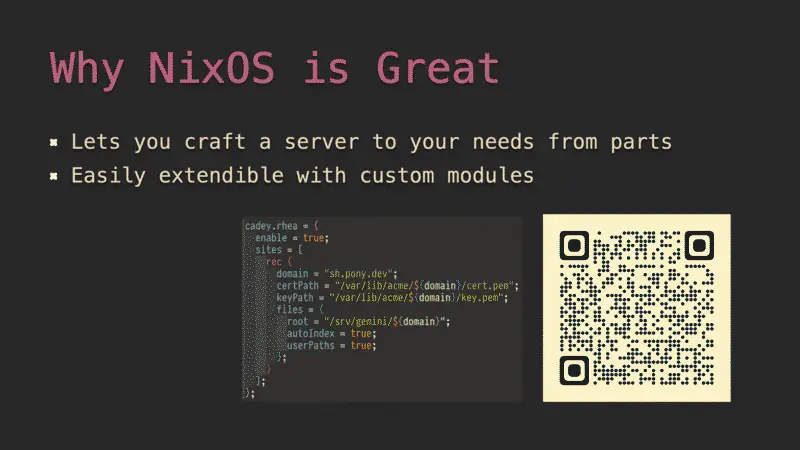 Why NixOS is Great
Lets you craft a server to your needs from parts
Easily extendible with custom modules
cadey.rhea = {
enable = true;
sites = [
rec {
domain = "sh.pony.dev";
certPath = "/var/lib/acme/${domain}/cert.pem";
keyPath = "/var/lib/acme/${domain}/key.pem";
files = {
root = "/srv/gemini/${domain}";
autoIndex = true;
userPaths = true;
};
}
];
};